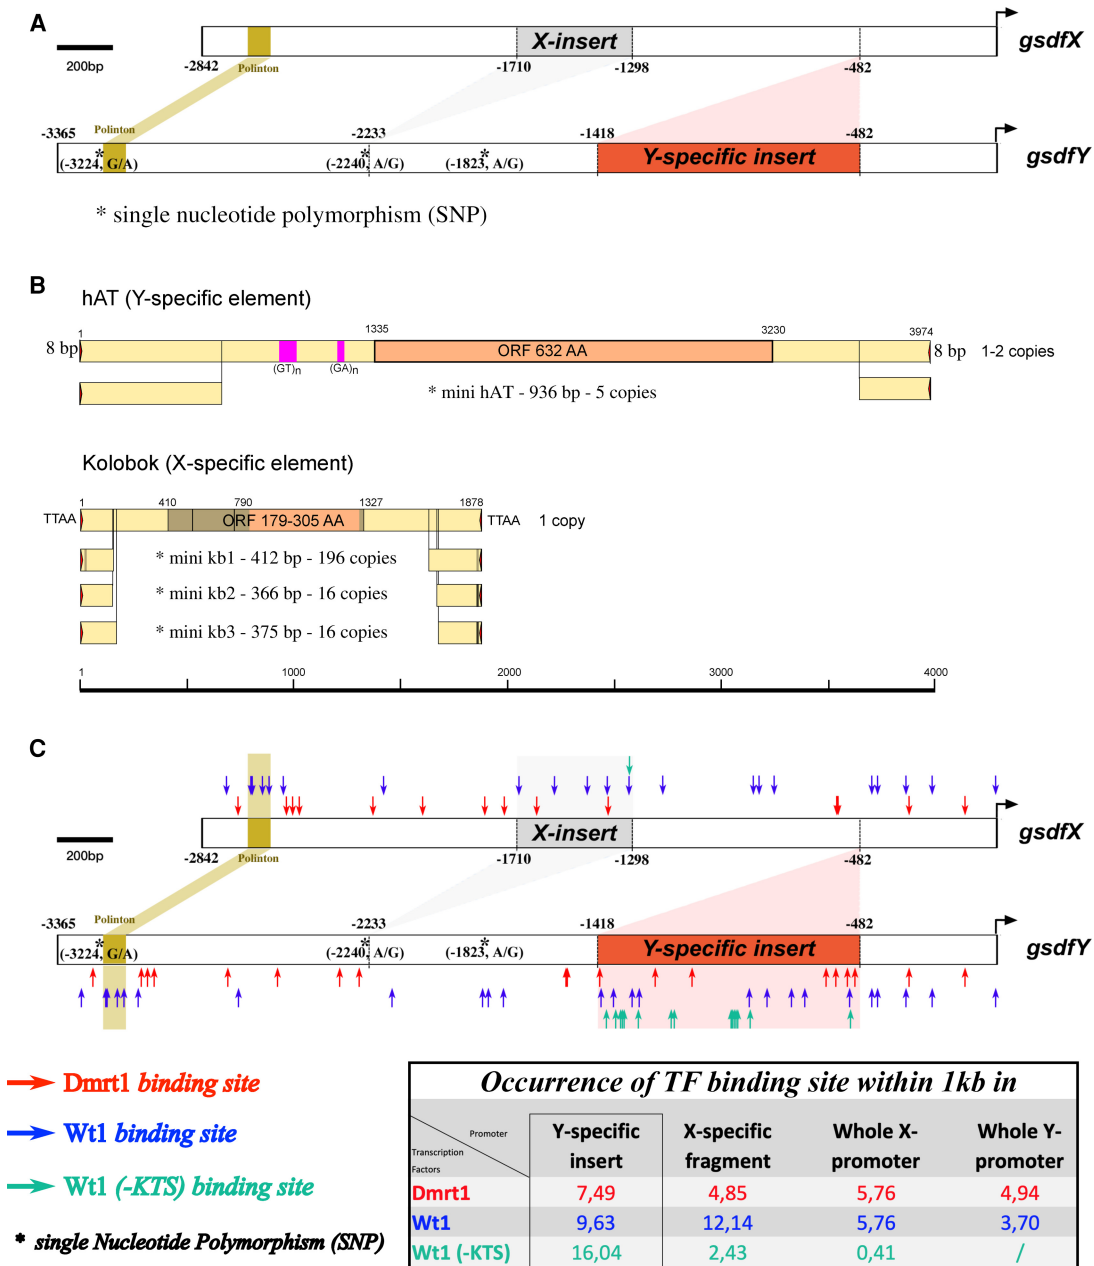 A
X-insert
gsdfX
200bp
-2842
Polinton
-1710
-1298
-482
Polinton
-3365
-2233
-1418
-482
*
(-3224, G/A)
*
(-2240, A/G)
*
(-1823, A/G)
Y-specific insert
gsdfY
* single nucleotide polymorphism (SNP)
B
hAT (Y-specific element)
1
1335
3230
3974
8 bp
ORF 632 AA
8 bp
1-2 copies
(GT)n
(GA)n
* mini hAT - 936 bp - 5 copies
Kolobok (X-specific element)
1
410
790
1327
1878
TTAA
ORF 179-305 AA
TTAA
1 copy
* mini kb1 - 412 bp - 196 copies
* mini kb2 - 366 bp - 16 copies
* mini kb3 - 375 bp - 16 copies
1
1000
2000
3000
4000
C
X-insert
gsdfX
200bp
-2842
Polinton
-1710
-1298
-482
Polinton
-3365
-2233
-1418
-482
*
(-3224, G/A)
*
(-2240, A/G)
*
(-1823, A/G)
Y-specific insert
gsdfY
Dmrt1 binding site
Wt1 binding site
Wt1 (-KTS) binding site
* single Nucleotide Polymorphism (SNP)
Occurrence of TF binding site within 1kb in
Promoter
Transcription
Factors
Y-specific
insert
X-specific
fragment
Whole X-
promoter
Whole Y-
promoter
Dmrt1 7,49 4,85 5,76 4,94
Wt1 9,63 12,14 5,76 3,70
Wt1 (-KTS) 16,04 2,43 0,41 /